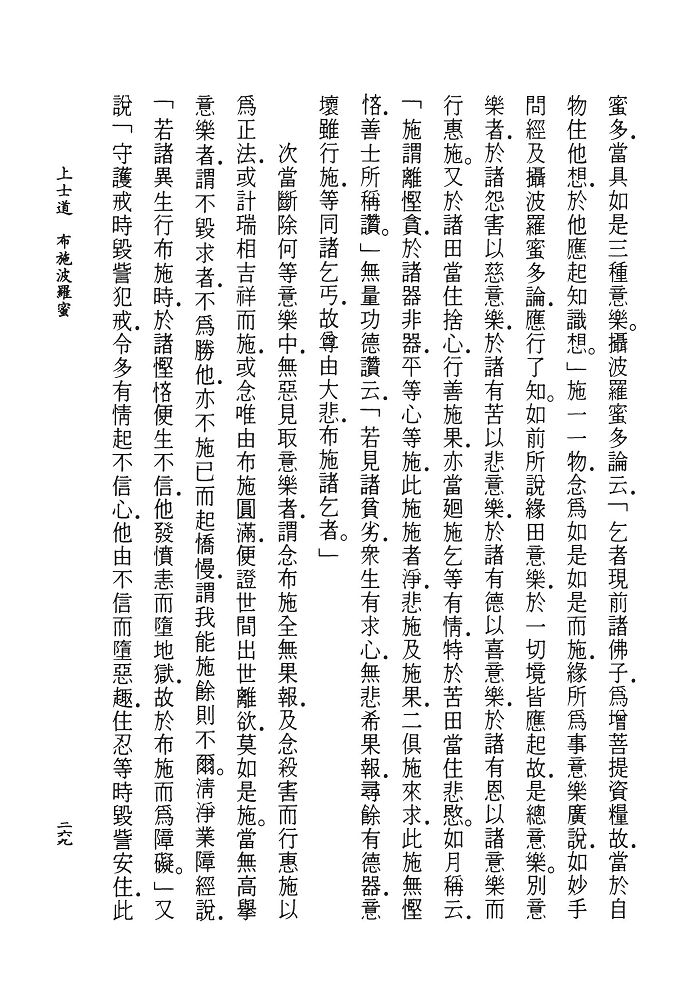 蜜多．當具如是三種意樂。攝波羅蜜多論云．「乞者現前諸佛子．爲增菩提資糧故．當於自
物住他想．於他應起知識想。」施一一物．念爲如是如是而施．緣所爲事意樂廣說．如妙手
問經及攝波羅蜜多論．應行了知。如前所說緣田意樂．於一切境皆應起故．是總意樂。別意
樂者．於諸怨害以慈意樂．於諸有苦以悲意樂．於諸有德以喜意樂．於諸有恩以諸意樂而
行惠施。又於諸田當住捨心．行善施果．亦當廻施乞等有情．特於苦田當住悲愍。如月稱云．
「施謂離慳貪．於諸器非器．平等心等施．此施施者淨．悲施及施果．二俱施來求．此施無慳
悋．善士所稱讚。」無量功德讚云．「若見諸貧劣．衆生有求心．無悲希果報．尋餘有德器．意
壞雖行施．等同諸乞丐．故尊由大悲．布施諸乞者。」
次當斷除何等意樂中．無惡見取意樂者．謂念布施全無果報．及念殺害而行惠施以
爲正法．或計瑞相吉祥而施．或念唯由布施圓滿．便證世間出世離欲．莫如是施。當無高擧
意樂者．謂不毀求者．不爲勝他．亦不施已而起憍慢．謂我能施餘則不爾。淸淨業障經說．
「若諸異生行布施時．於諸慳悋便生不信．他發憤恚而墮地獄．故於布施而爲障礙。」又
說「守護戒時毀訾犯戒．令多有情起不信心．他由不信而墮惡趣．住忍等時毀訾安住．此
上士道　布施波羅蜜
二六九